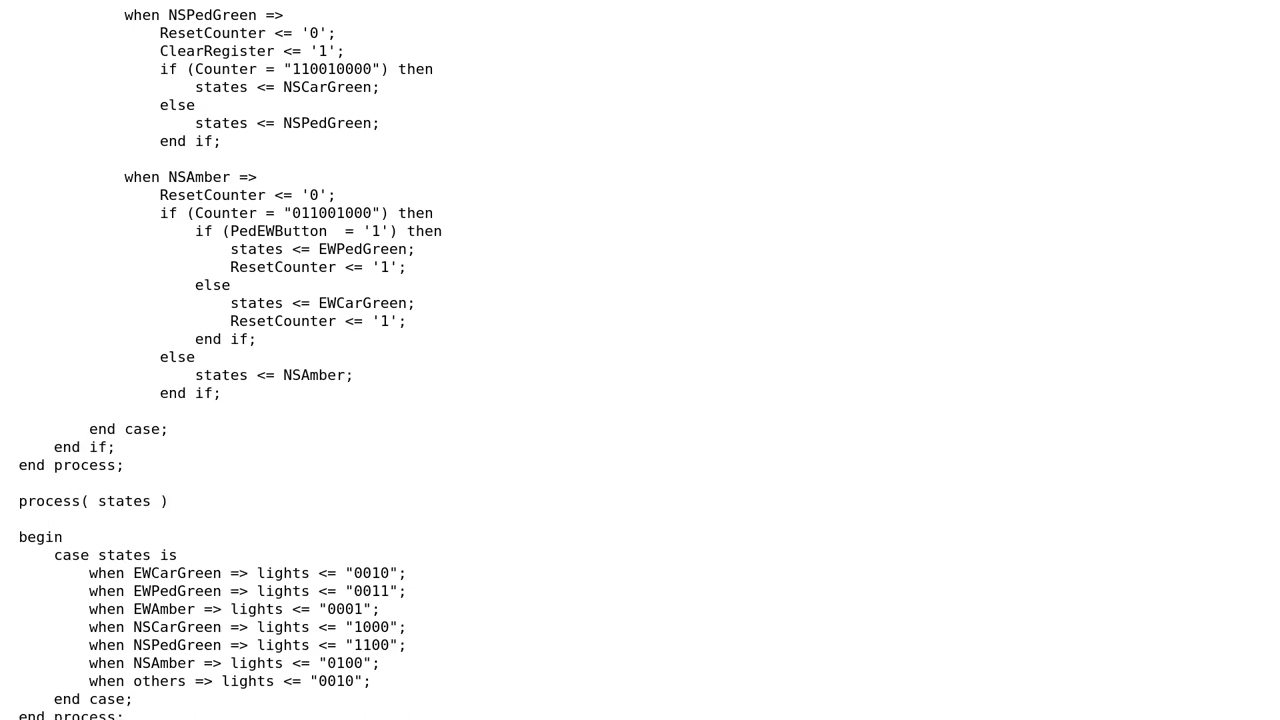 when NSPedGreen =>
                ResetCounter <= '0';
                ClearRegister <= '1';
                if (Counter = "110010000") then
                    states <= NSCarGreen;
                else
                    states <= NSPedGreen;
                end if;

            when NSAmber =>
                ResetCounter <= '0';
                if (Counter = "011001000") then
                    if (PedEWButton  = '1') then
                        states <= EWPedGreen;
                        ResetCounter <= '1';
                    else
                        states <= EWCarGreen;
                        ResetCounter <= '1';
                    end if;
                else
                    states <= NSAmber;
                end if;

        end case;
    end if;
end process;

process( states )

begin
    case states is
        when EWCarGreen => lights <= "0010";
        when EWPedGreen => lights <= "0011";
        when EWAmber => lights <= "0001";
        when NSCarGreen => lights <= "1000";
        when NSPedGreen => lights <= "1100";
        when NSAmber => lights <= "0100";
        when others => lights <= "0010";
    end case;
end process;